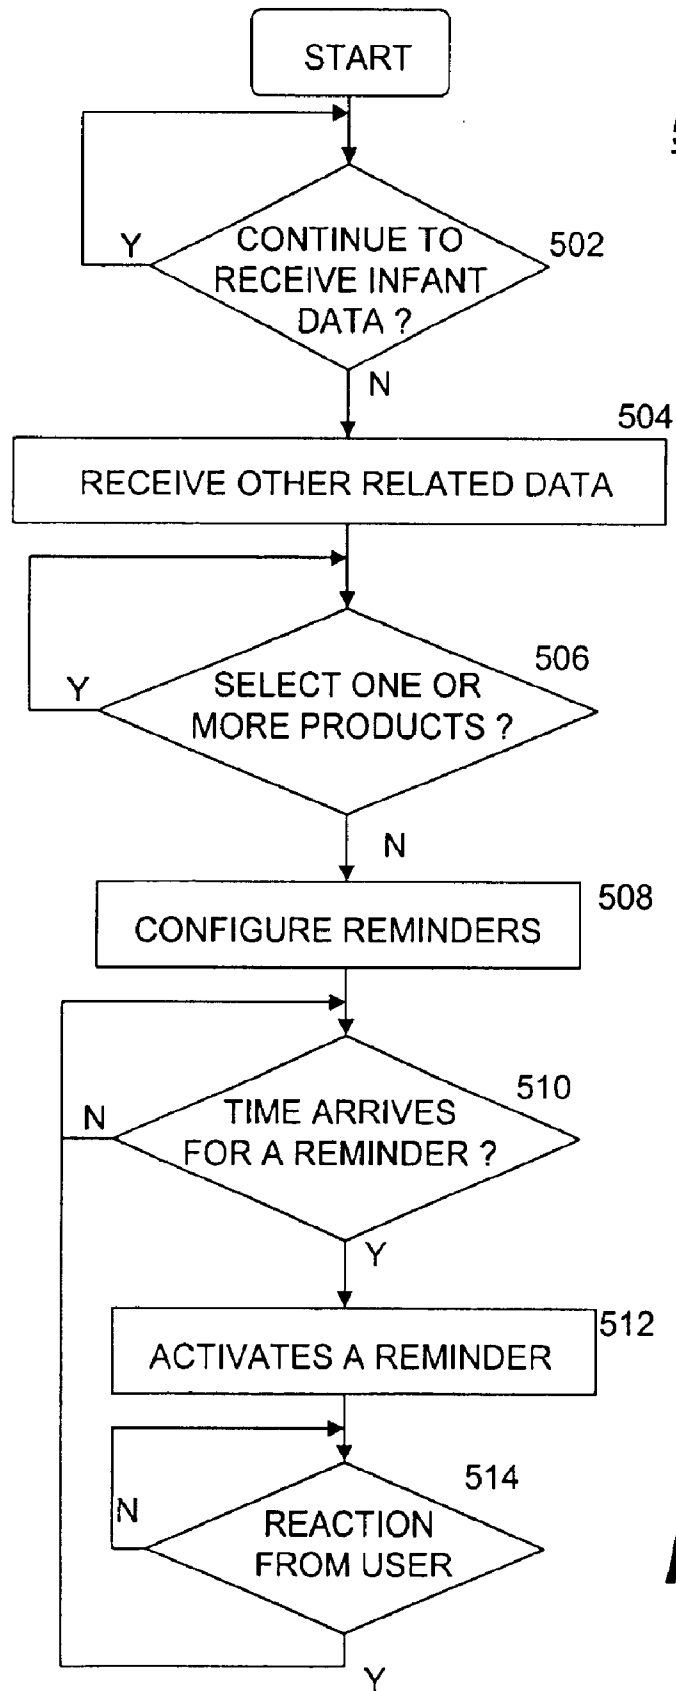 START
Y
CONTINUE TO
RECEIVE INFANT
DATA ?
502
N
504
RECEIVE OTHER RELATED DATA
506
Y
SELECT ONE OR
MORE PRODUCTS ?
N
508
CONFIGURE REMINDERS
510
N
TIME ARRIVES
FOR A REMINDER ?
Y
512
ACTIVATES A REMINDER
514
N
REACTION
FROM USER
Y